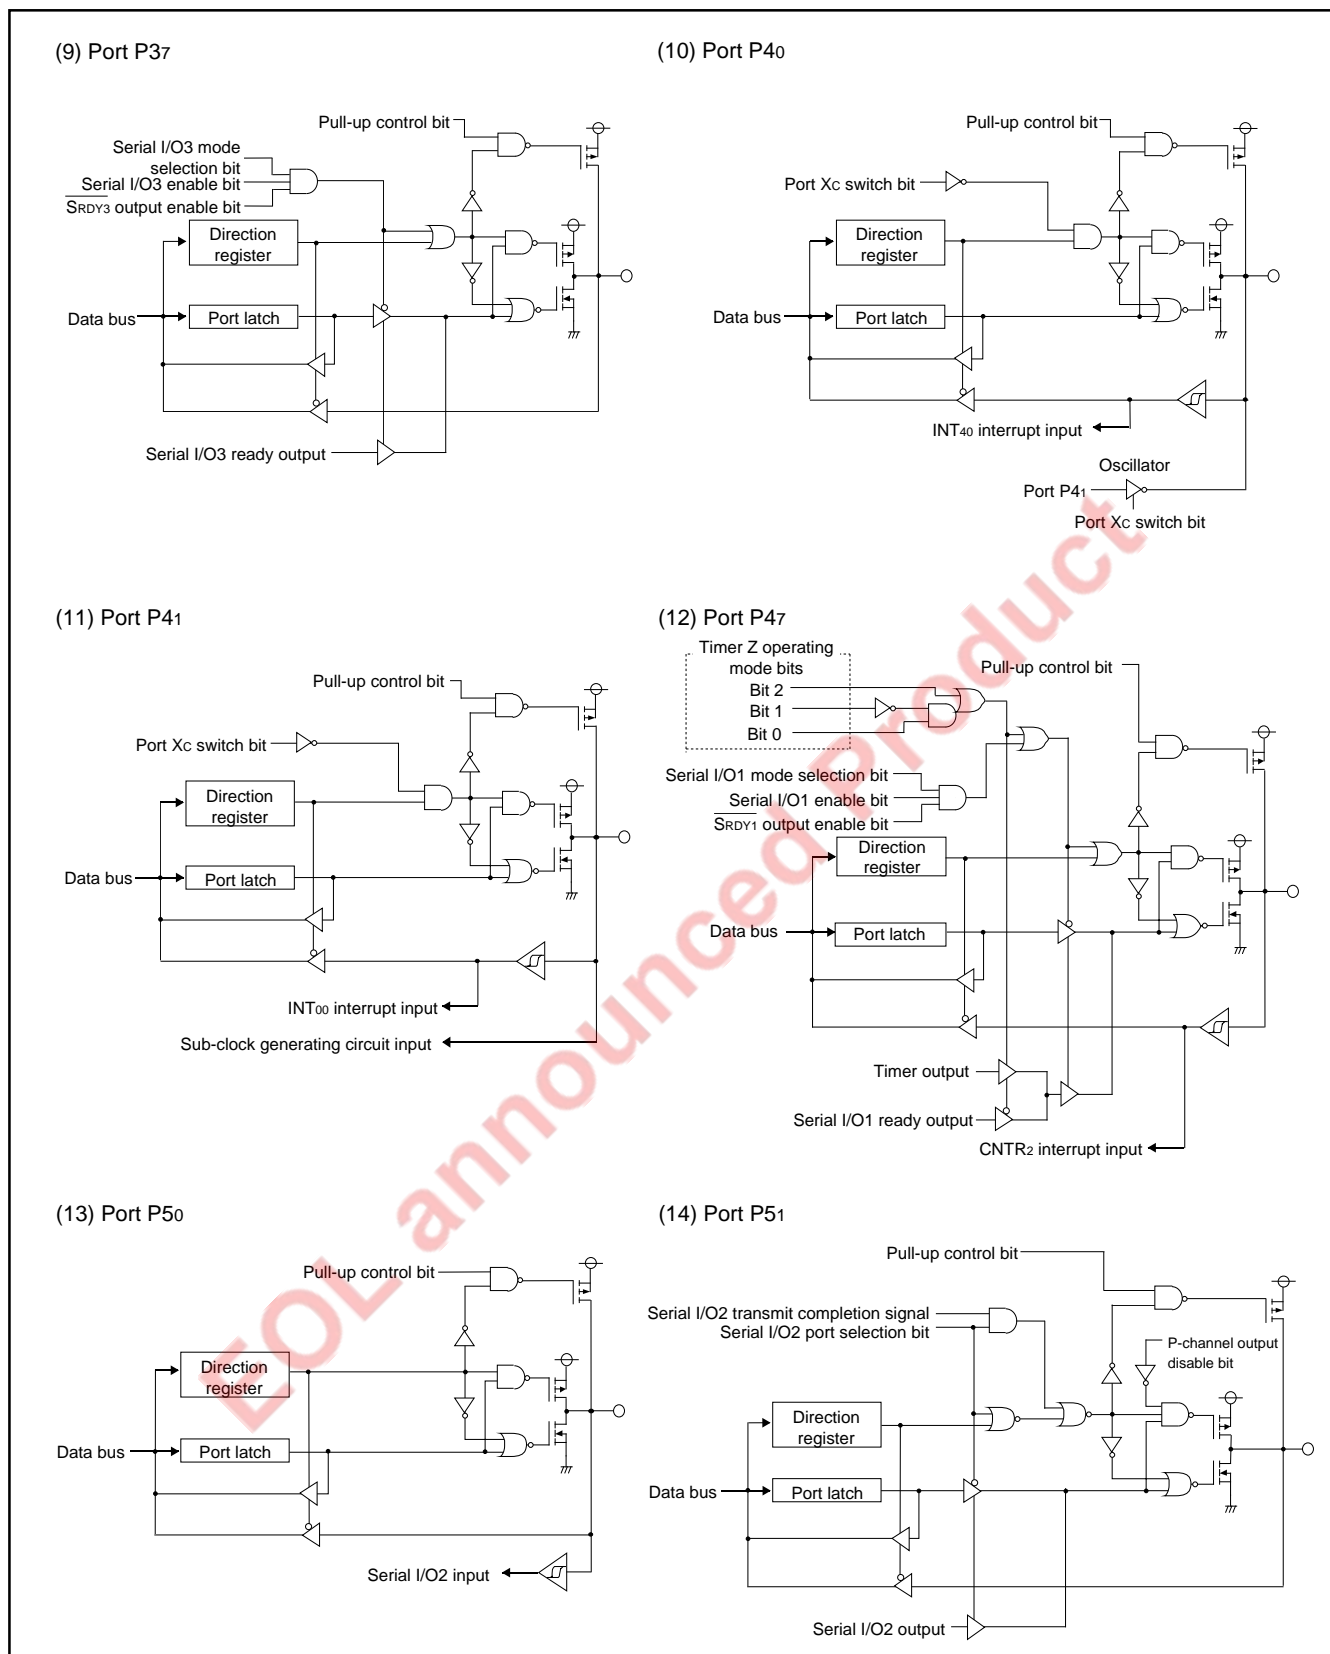 (9) Port P37
Pull-up control bit
Serial I/O3 mode
selection bit
Serial I/O3 enable bit
SRDY3 output enable bit
Direction
register
Data bus
Port latch
Serial I/O3 ready output
(10) Port P40
Pull-up control bit
Port XC switch bit
Direction
register
Data bus
Port latch
INT40 interrupt input
Oscillator
Port P41
Port XC switch bit
(11) Port P41
Pull-up control bit
Port XC switch bit
Direction
register
Data bus
Port latch
INT00 interrupt input
Sub-clock generating circuit input
(12) Port P47
Timer Z operating
mode bits
Bit 2
Bit 1
Bit 0
Pull-up control bit
Serial I/O1 mode selection bit
Serial I/O1 enable bit
SRDY1 output enable bit
Direction
register
Data bus
Port latch
Timer output
Serial I/O1 ready output
CNTR2 interrupt input
(13) Port P50
Pull-up control bit
Direction
register
Data bus
Port latch
Serial I/O2 input
(14) Port P51
Pull-up control bit
Serial I/O2 transmit completion signal
Serial I/O2 port selection bit
P-channel output
disable bit
Direction
register
Data bus
Port latch
Serial I/O2 output
EOL announced Product